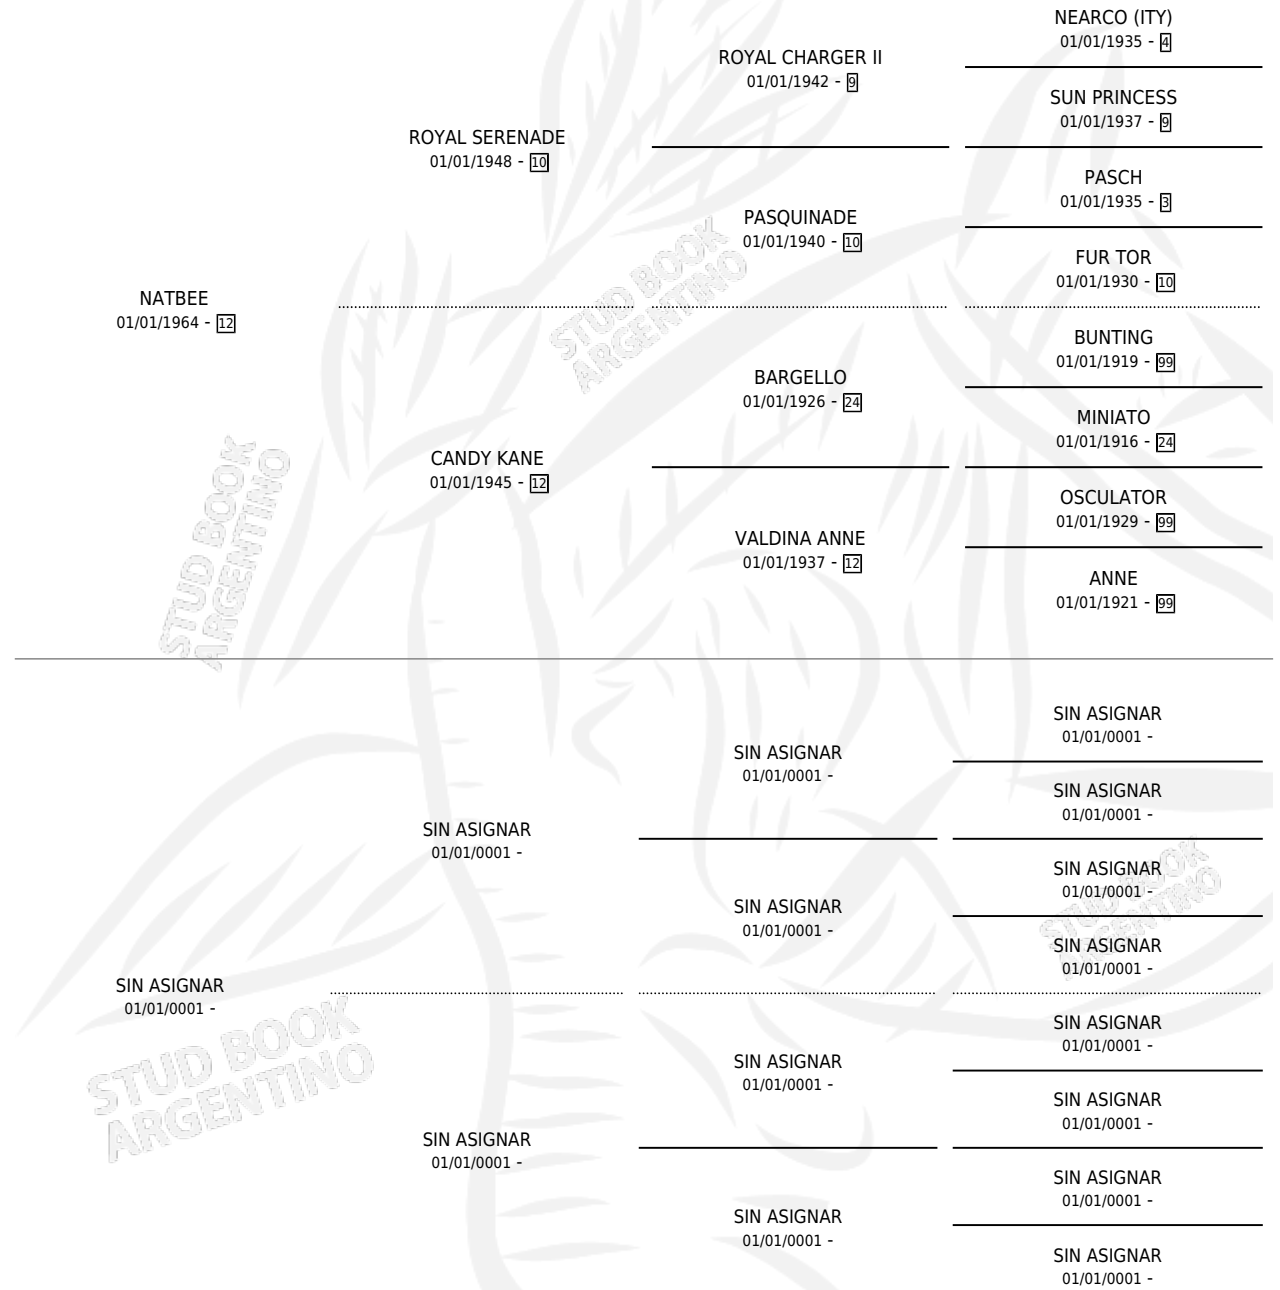 NEARCO (ITY)
01/01/1935 - 4
ROYAL CHARGER II
01/01/1942 - 9
SUN PRINCESS
01/01/1937 - 9
ROYAL SERENADE
01/01/1948 - 10
PASCH
01/01/1935 - 3
PASQUINADE
01/01/1940 - 10
FUR TOR
01/01/1930 - 10
NATBEE
01/01/1964 - 12
BUNTING
01/01/1919 - 99
BARGELLO
01/01/1926 - 24
MINIATO
01/01/1916 - 24
CANDY KANE
01/01/1945 - 12
OSCULATOR
01/01/1929 - 99
VALDINA ANNE
01/01/1937 - 12
ANNE
01/01/1921 - 99
STUD BOOK
ARGENTINO
STUD BOOK
ARGENTINO
SIN ASIGNAR
01/01/0001 -
SIN ASIGNAR
01/01/0001 -
SIN ASIGNAR
01/01/0001 -
SIN ASIGNAR
01/01/0001 -
SIN ASIGNAR
01/01/0001 -
SIN ASIGNAR
01/01/0001 -
SIN ASIGNAR
01/01/0001 -
SIN ASIGNAR
01/01/0001 -
SIN ASIGNAR
01/01/0001 -
SIN ASIGNAR
01/01/0001 -
SIN ASIGNAR
01/01/0001 -
SIN ASIGNAR
01/01/0001 -
SIN ASIGNAR
01/01/0001 -
SIN ASIGNAR
01/01/0001 -
SIN ASIGNAR
01/01/0001 -
STUD BOOK
ARGENTINO
STUD BOOK
ARGENTINO